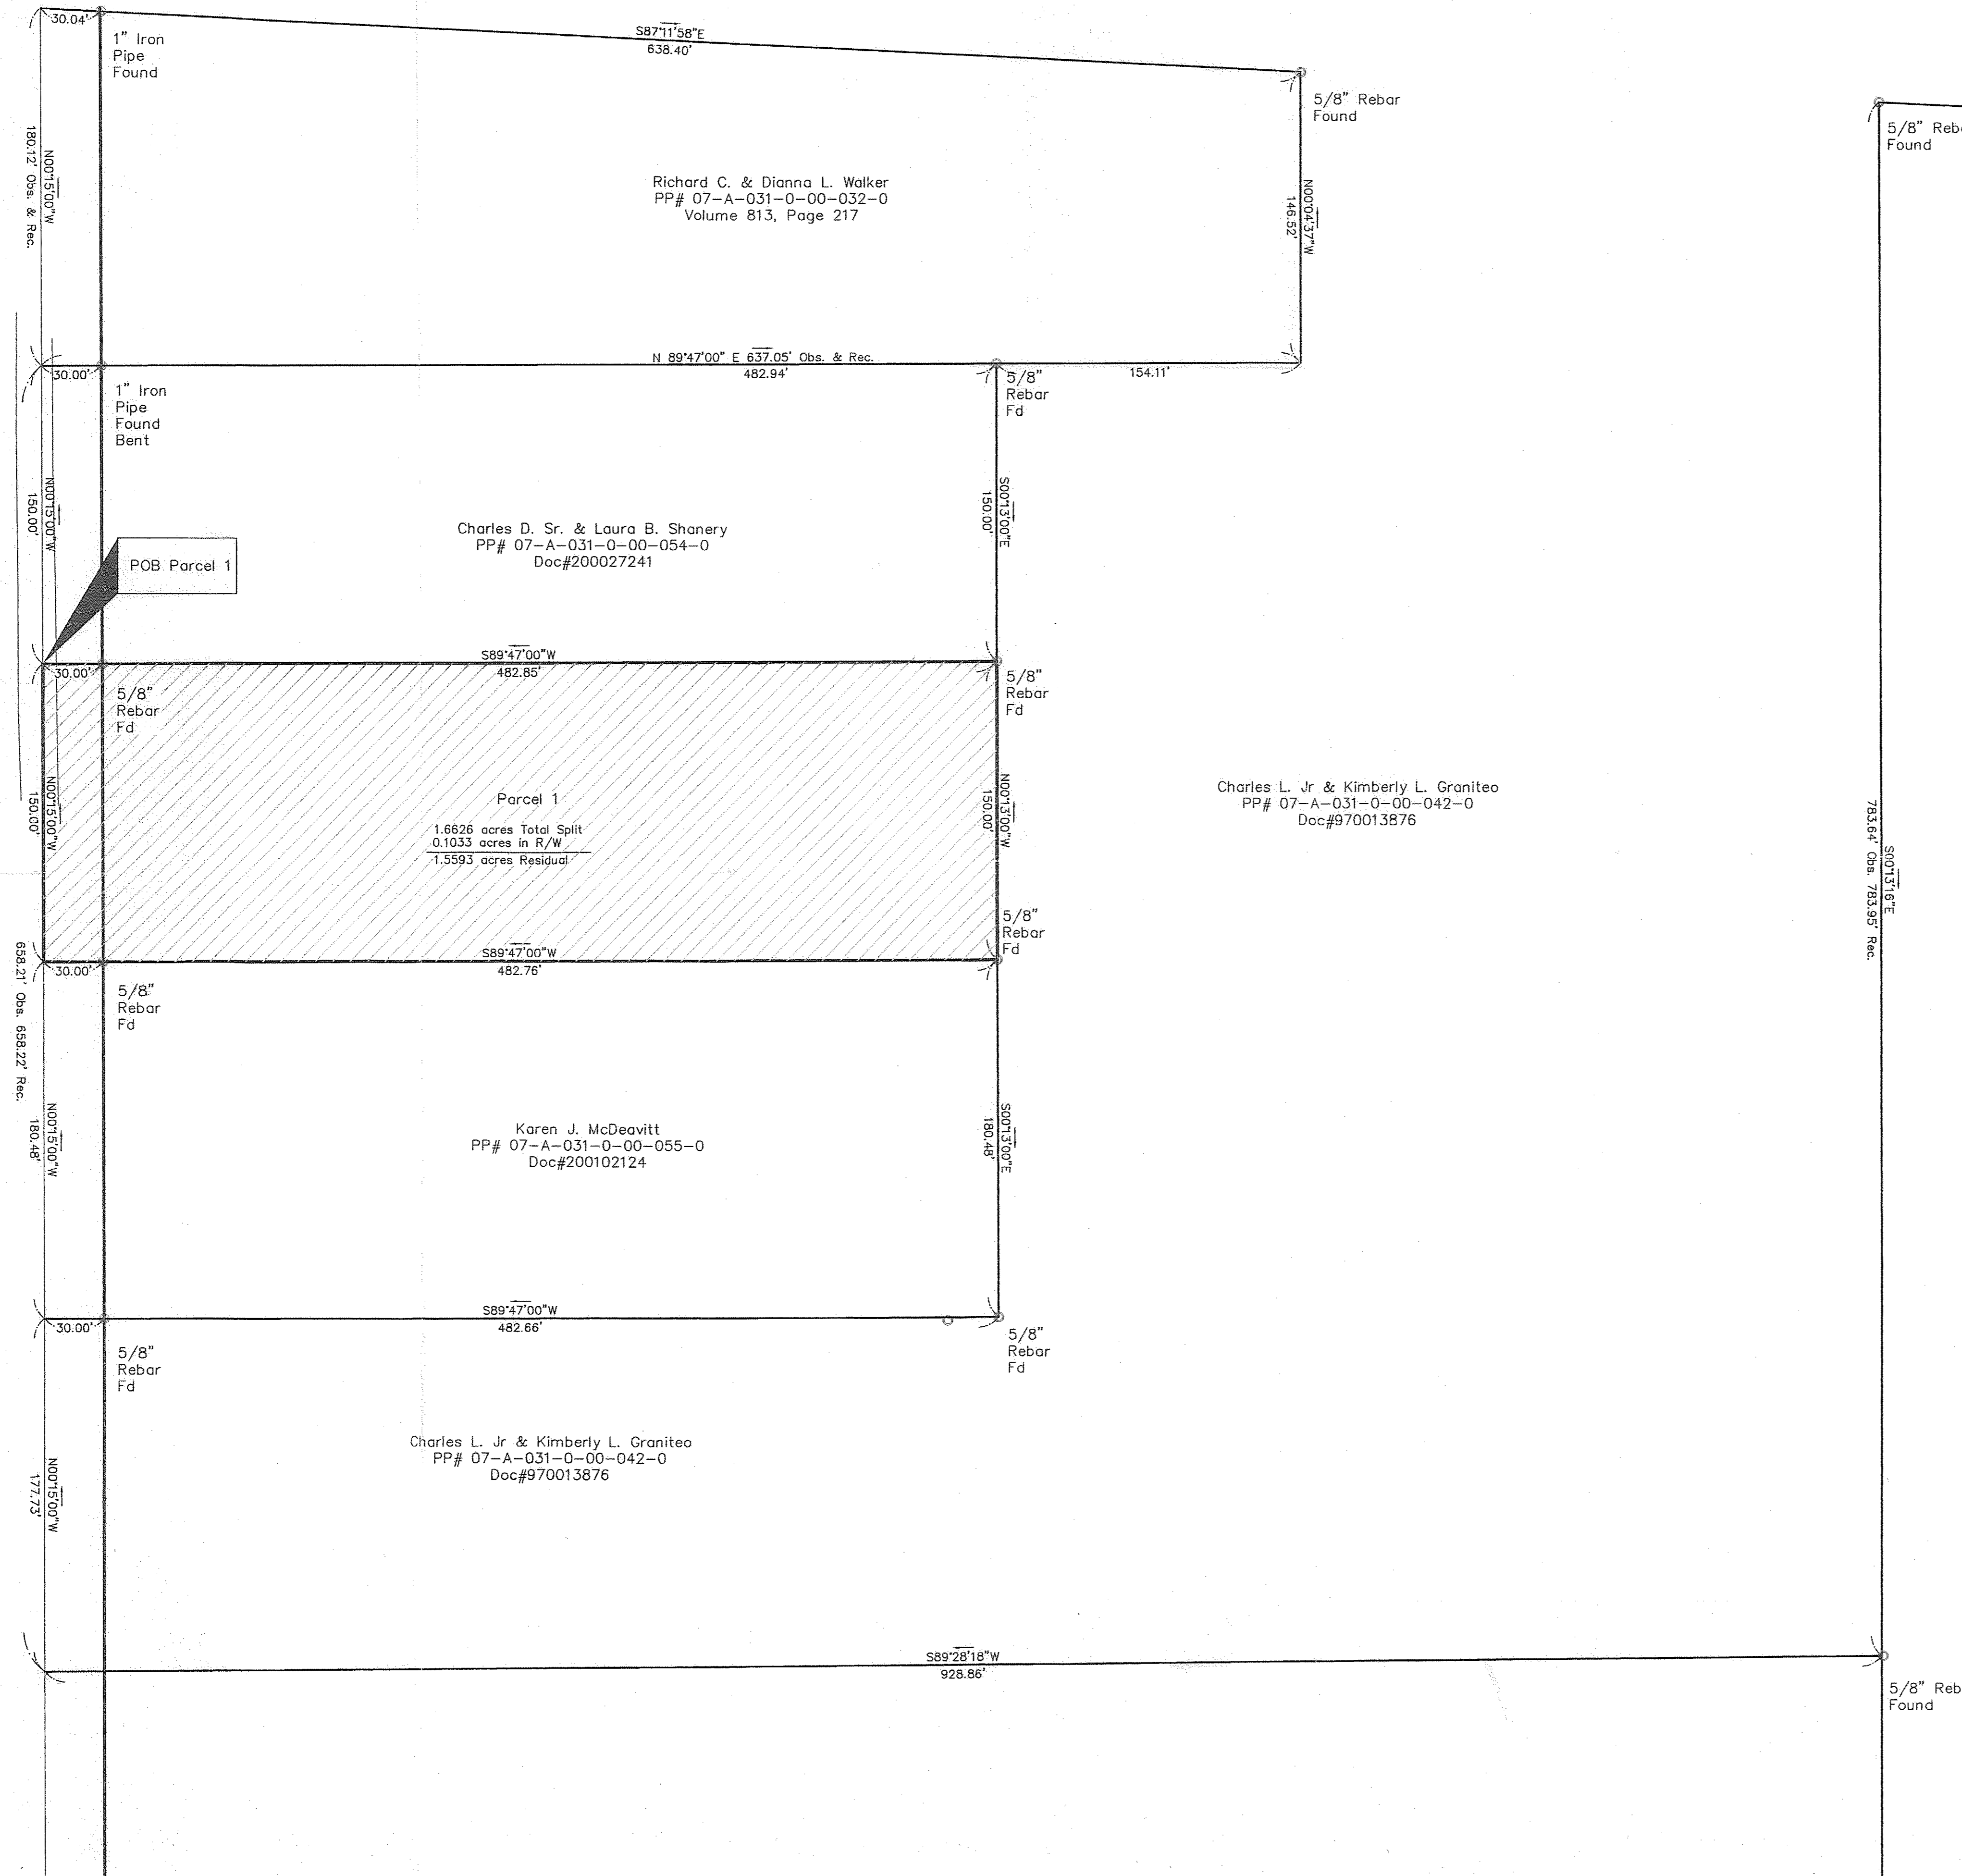 30.04'
1" Iron
Pipe
Found
S87°11'58"E
638.40'
5/8" Rebar
Found
5/8" Reb
Found
N00°15'00"W
180.12' Obs. & Rec.
Richard C. & Dianna L. Walker
PP# 07-A-031-0-00-032-0
Volume 813, Page 217
N00°04'37"W
146.52'
N 89°47'00" E 637.05' Obs. & Rec.
30.00'
482.94'
154.11'
1" Iron
Pipe
Found
Bent
5/8"
Rebar
Fd
N00°15'00"W
150.00'
Charles D. Sr. & Laura B. Shanery
PP# 07-A-031-0-00-054-0
Doc#200027241
S00°13'00"E
150.00'
POB Parcel 1
S89°47'00"W
30.00'
482.85'
5/8"
Rebar
Fd
5/8"
Rebar
Fd
N00°15'00"W
150.00'
Parcel 1
1.6626 acres Total Split
0.1033 acres in R/W
1.5593 acres Residual
N00°13'00"W
150.00'
Charles L. Jr & Kimberly L. Graniteo
PP# 07-A-031-0-00-042-0
Doc#970013876
S00°13'16"E
783.64' Obs. 783.95' Rec.
5/8"
Rebar
Fd
S89°47'00"W
30.00'
482.76'
658.21' Obs. 658.22' Rec.
5/8"
Rebar
Fd
N00°15'00"W
180.48'
Karen J. McDeavitt
PP# 07-A-031-0-00-055-0
Doc#200102124
S00°13'00"E
180.48'
S89°47'00"W
30.00'
482.66'
5/8"
Rebar
Fd
5/8"
Rebar
Fd
Charles L. Jr & Kimberly L. Graniteo
PP# 07-A-031-0-00-042-0
Doc#970013876
N00°15'00"W
177.73'
S89°28'18"W
928.86'
5/8" Reb
Found